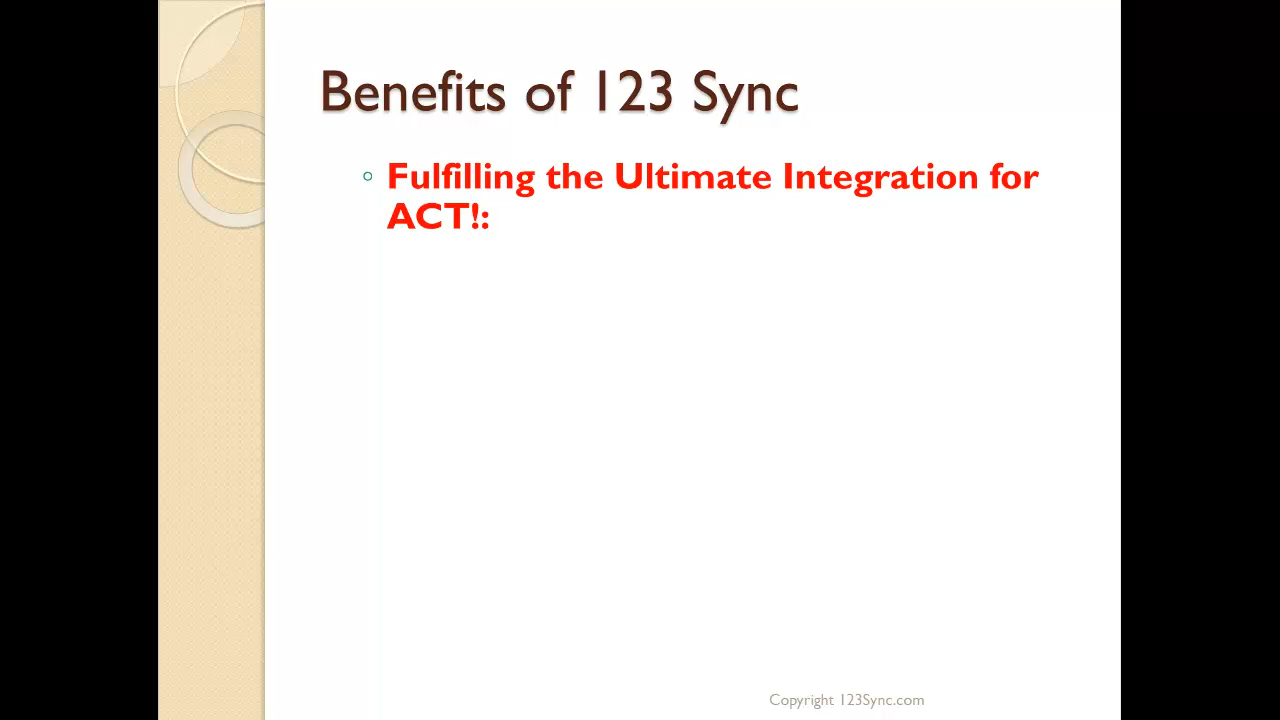 Benefits of 123 Sync
Fulfilling the Ultimate Integration for
ACT!:
Copyright 123Sync.com